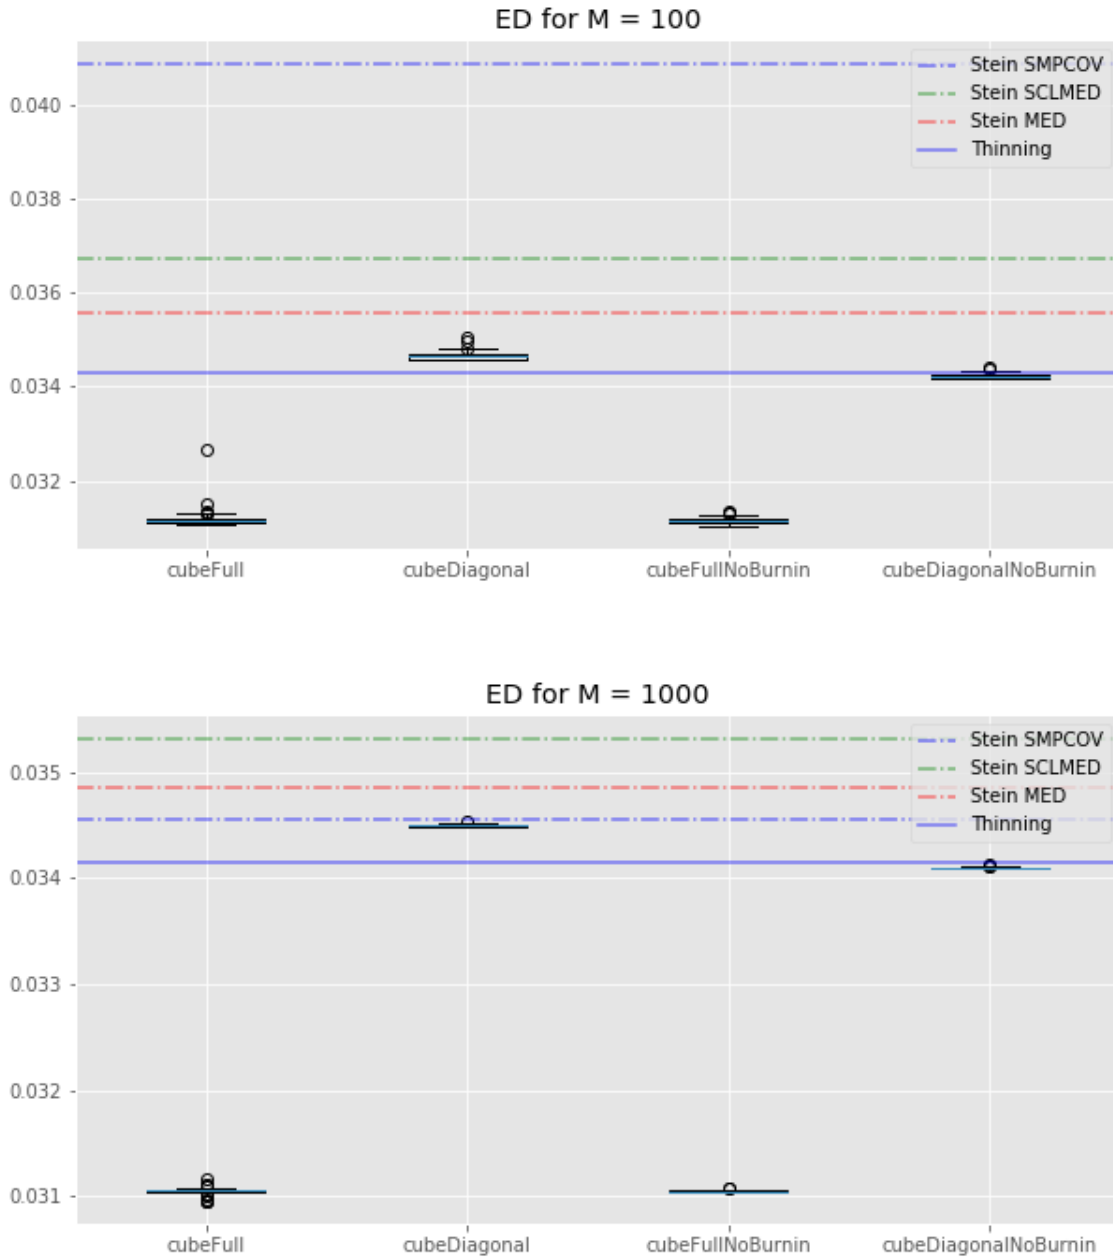 ED for M = 100
Stein SMPCOV
Stein SCLMED
Stein MED
Thinning
0.040
0.038
0.036
0.034
0.032
cubeFull cubeDiagonal cubeFullNoBurnin cubeDiagonalNoBurnin
ED for M = 1000
Stein SMPCOV
Stein SCLMED
Stein MED
Thinning
0.035
0.034
0.033
0.032
0.031
cubeFull cubeDiagonal cubeFullNoBurnin cubeDiagonalNoBurnin